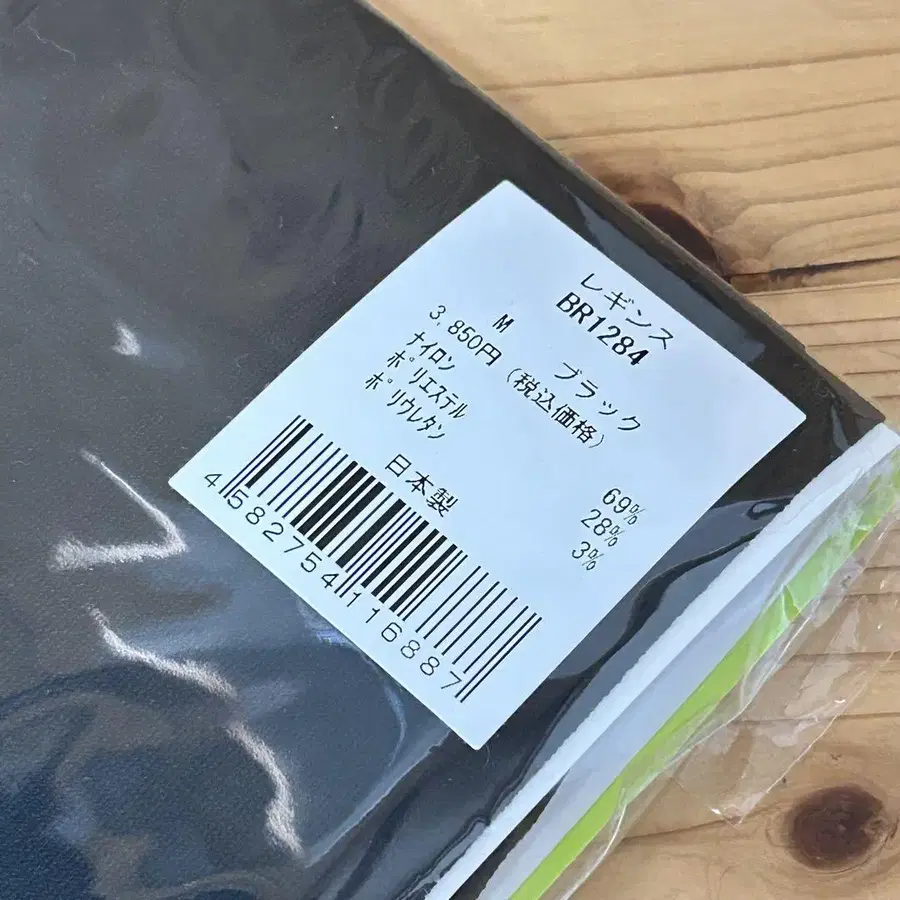 レギンス
BR1284
M ブラック
3,850円(税込価格)
ナイロン 69%
ポリエステル 28%
ポリウレタン 3%
日本製
4582754116887